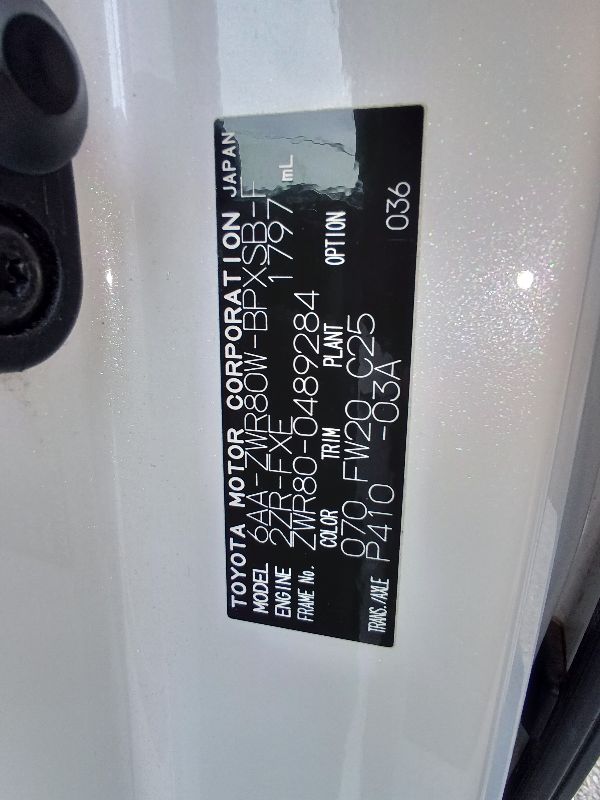 TOYOTA MOTOR CORPORATION JAPAN
MODEL 6AA-ZWR80W-BPXSB-F
ENGINE 2ZR-FXE 1797 mL
FRAME No. ZWR80-0489284
COLOR TRIM PLANT OPTION
070 FW20 C25
TRANS./AXLE P410 -03A 036